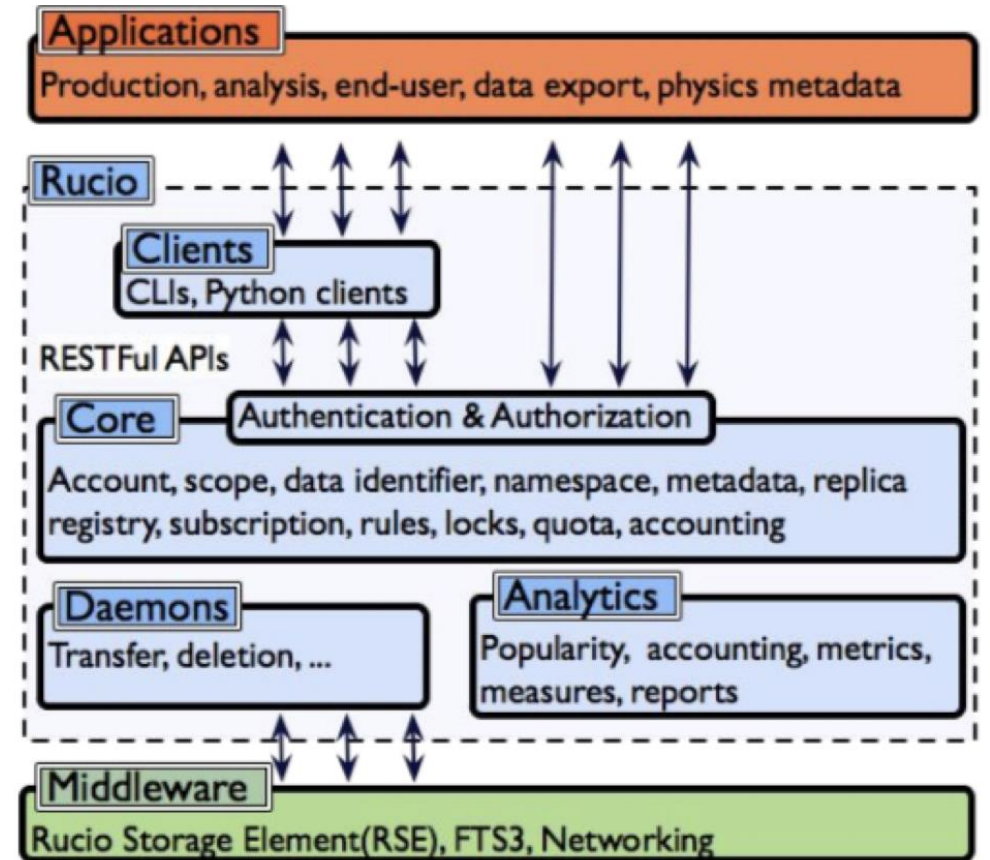 Applications
Production, analysis, end-user, data export, physics metadata
Rucio
Clients
CLIs, Python clients
RESTFul APIs
Core
Authentication & Authorization
Account, scope, data identifier, namespace, metadata, replica
registry, subscription, rules, locks, quota, accounting
Daemons
Transfer, deletion, ...
Analytics
Popularity, accounting, metrics,
measures, reports
Middleware
Rucio Storage Element(RSE), FTS3, Networking